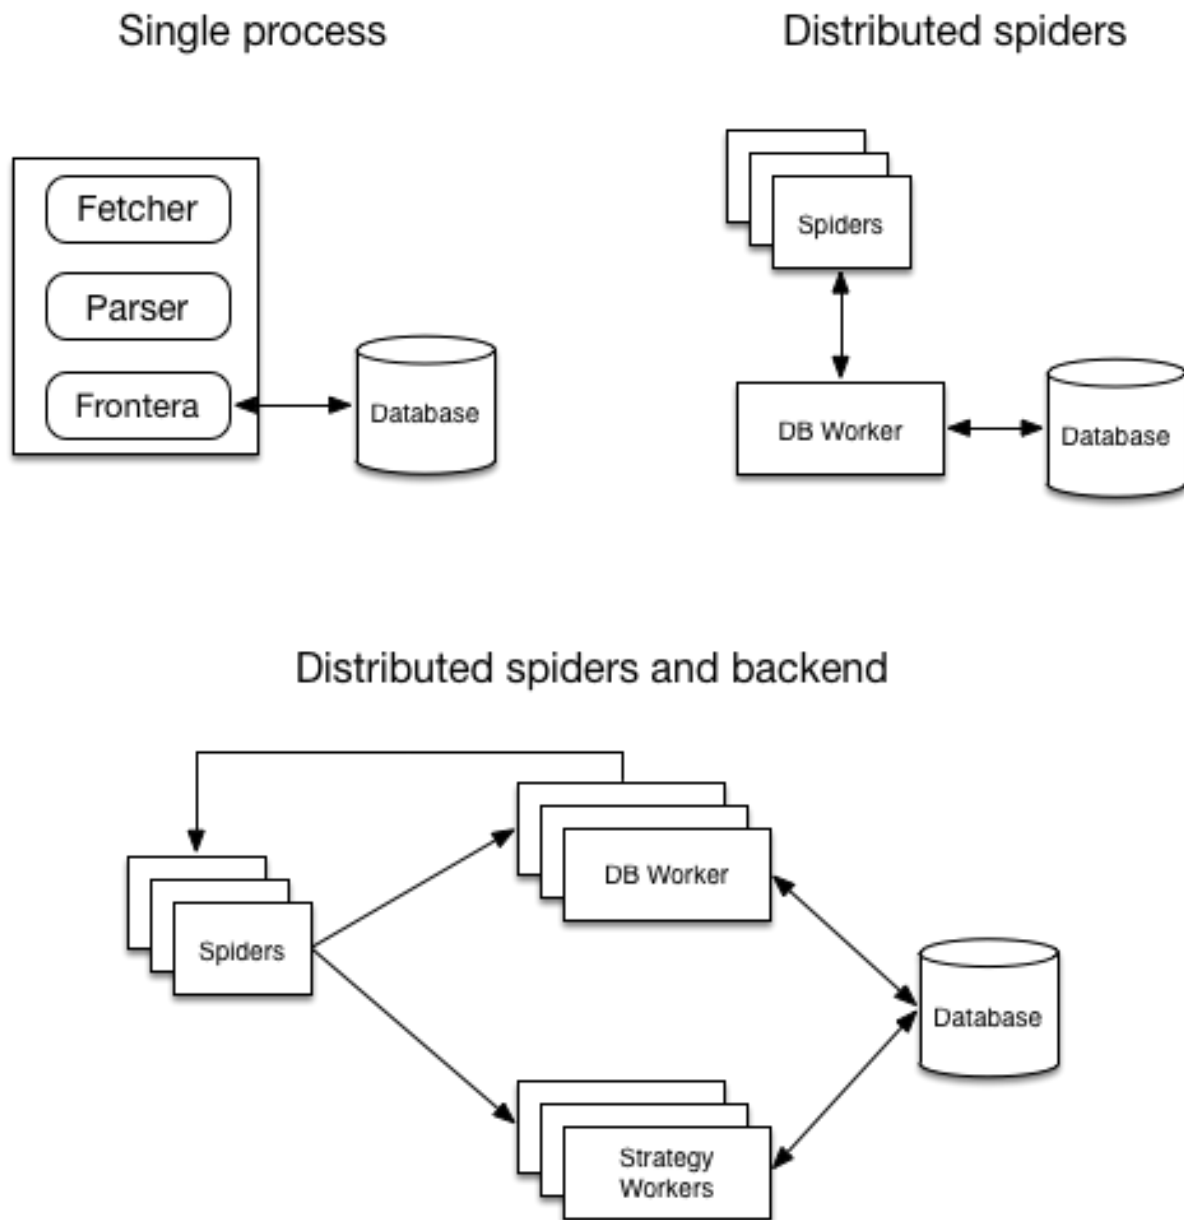 Single process
Distributed spiders
Fetcher
Parser
Frontera
Database
Spiders
DB Worker
Database
Distributed spiders and backend
DB Worker
Spiders
Database
Strategy
Workers